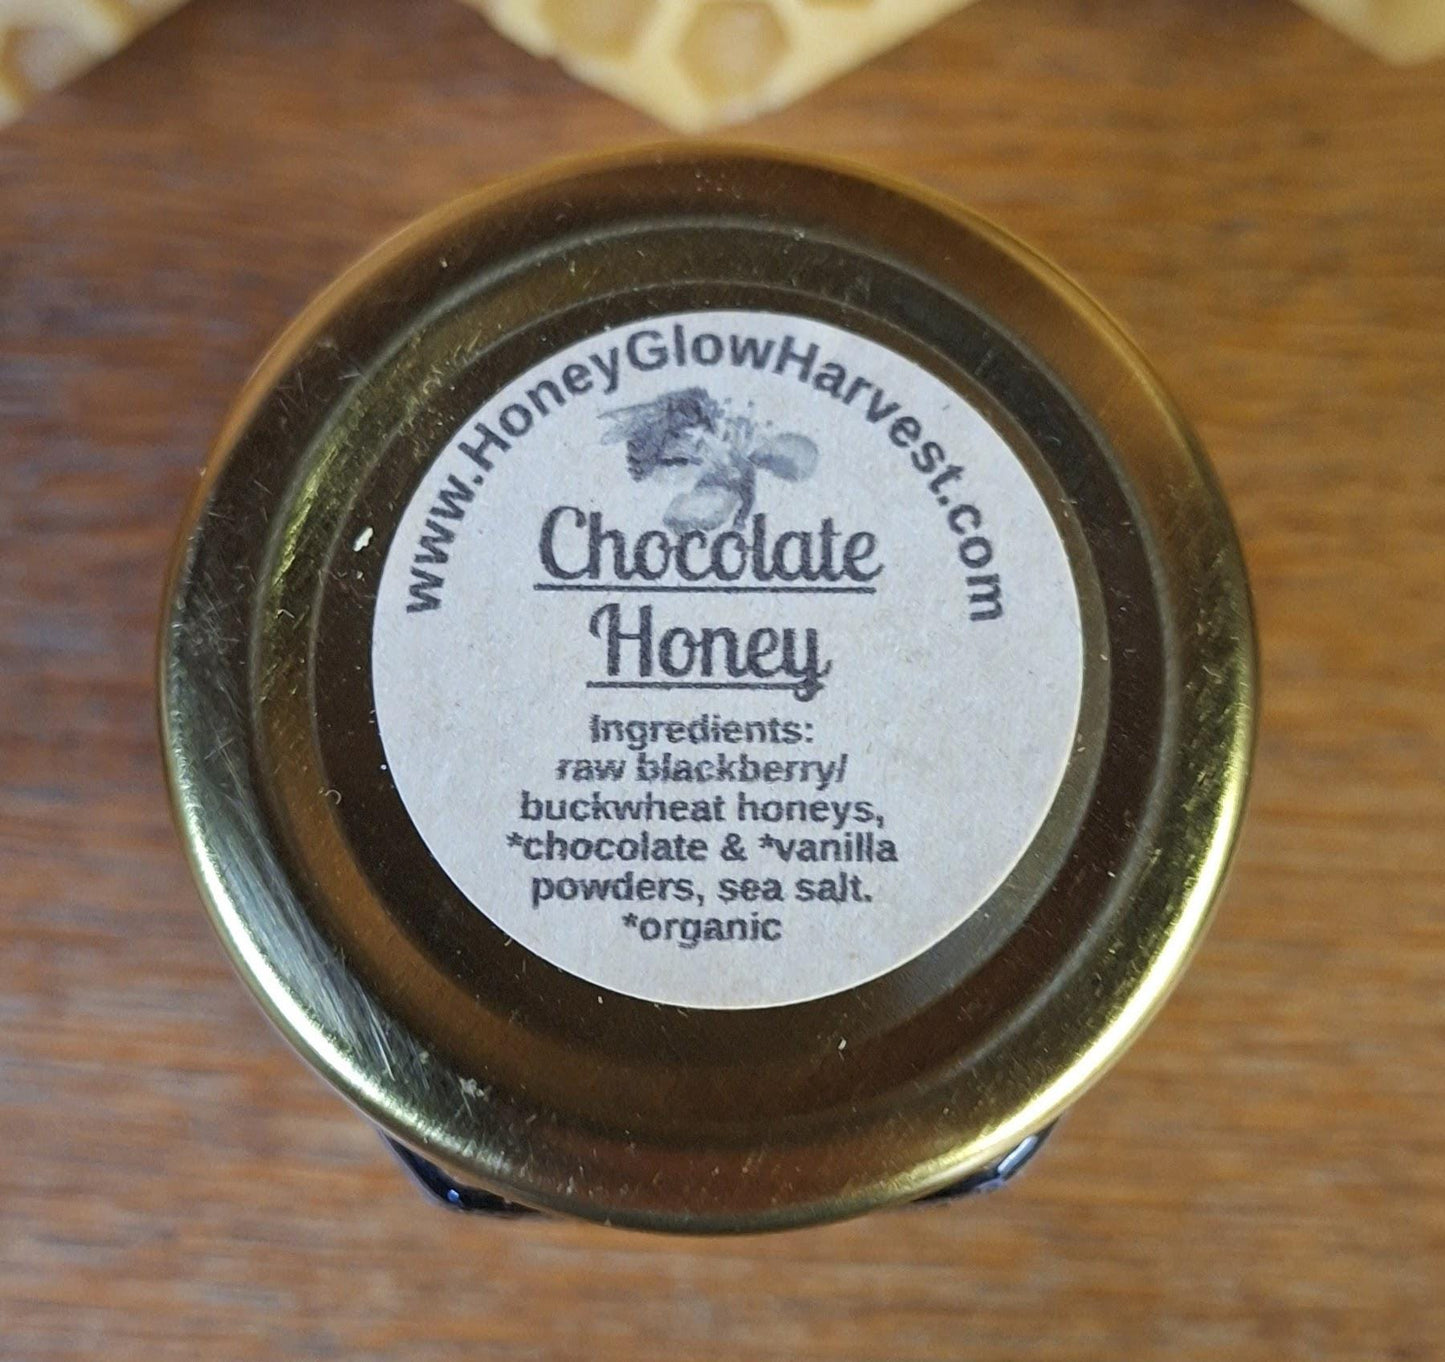 www.HoneyGlowHarvest.com
Chocolate
Honey
Ingredients:
raw blackberry/
buckwheat honeys,
*chocolate & *vanilla
powders, sea salt.
*organic